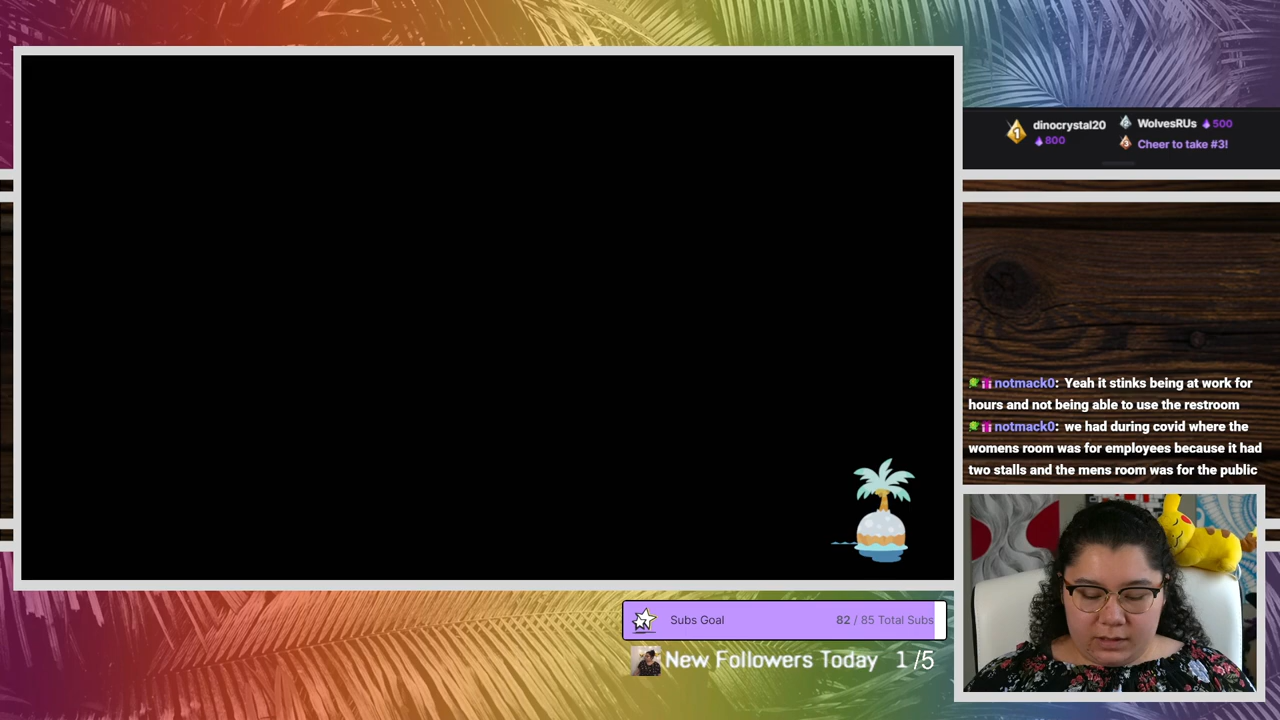 dinocrystal20
800
WolvesRUs 500
Cheer to take #3!
notmack0: Yeah it stinks being at work for
hours and not being able to use the restroom
notmack0: we had during covid where the
womens room was for employees because it had
two stalls and the mens room was for the public
Subs Goal 82 / 85 Total Subs
New Followers Today 1 /5